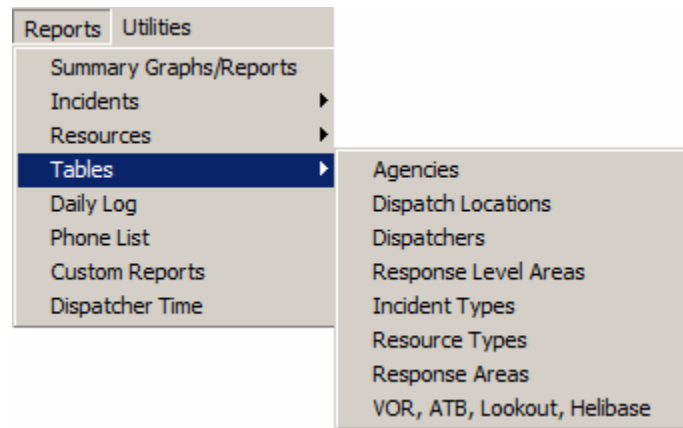 Reports Utilities
Summary Graphs/Reports
Incidents
Resources
Tables
Daily Log
Phone List
Custom Reports
Dispatcher Time
Agencies
Dispatch Locations
Dispatchers
Response Level Areas
Incident Types
Resource Types
Response Areas
VOR, ATB, Lookout, Helibase